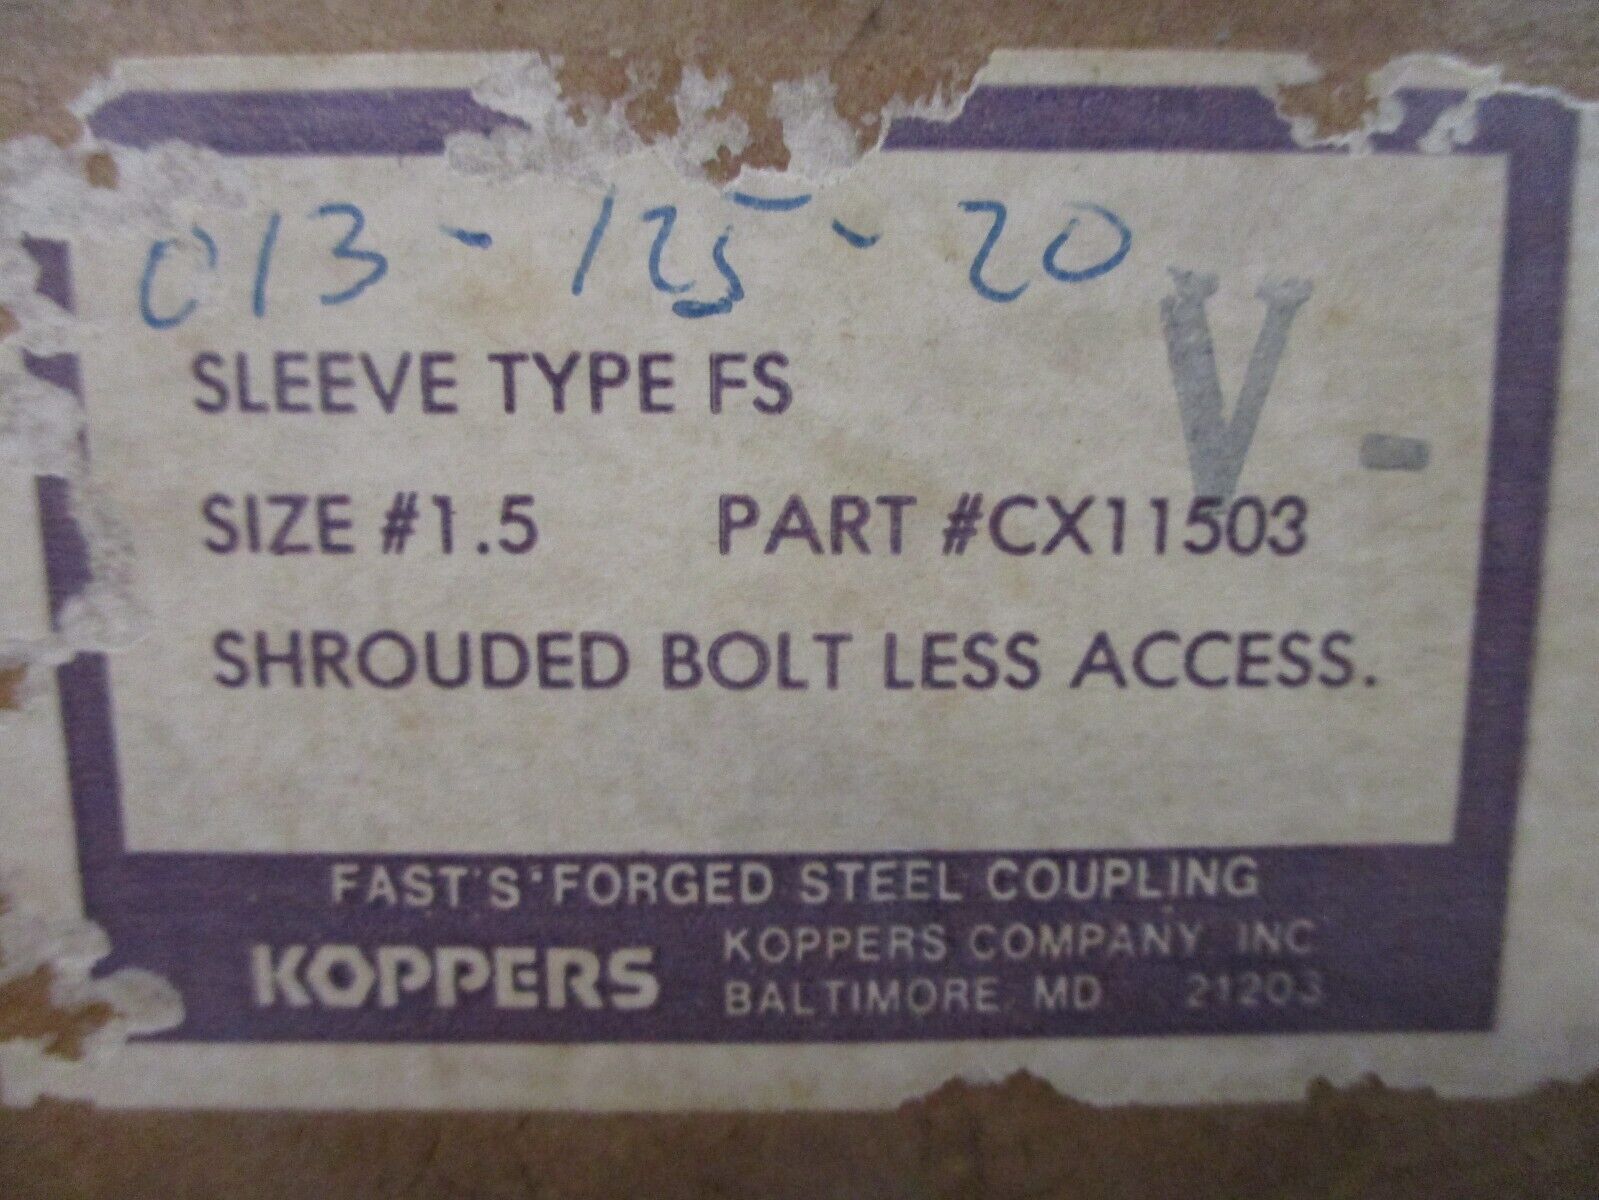 013-125-20
V-
SLEEVE TYPE FS
SIZE #1.5 PART #CX11503
SHROUDED BOLT LESS ACCESS.
FAST'S FORGED STEEL COUPLING
KOPPERS
KOPPERS COMPANY INC
BALTIMORE, MD 21203